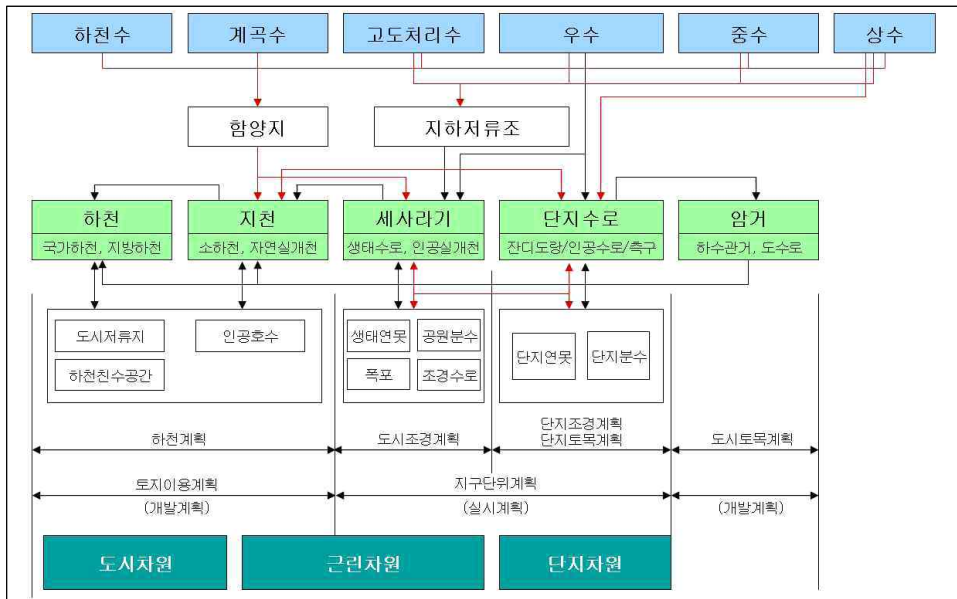 하천수
계곡수
고도처리수
우수
중수
상수
함양지
지하저류조
하천
국가하천, 지방하천
지천
소하천, 자연실개천
세사라기
생태수로, 인공실개천
단지수로
잔디도랑/인공수로/측구
암거
하수관거, 도수로
도시저류지
인공호수
하천친수공간
생태연못
공원분수
폭포
조경수로
단지연못
단지분수
하천계획
도시조경계획
단지조경계획
단지토목계획
도시토목계획
토지이용계획
(개발계획)
지구단위계획
(실시계획)
(개발계획)
도시차원
근린차원
단지차원